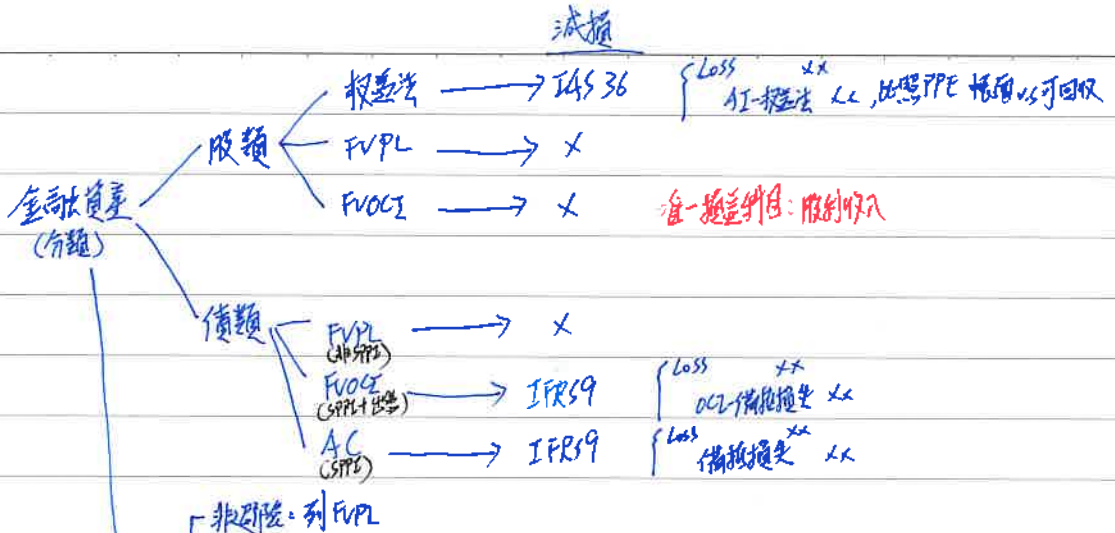 減損
權益法 → IAS 36 { Loss xx
AI-權益法 xx , 比照PPE 帳面 vs 可回收
股類 FVPL → X
金融資產 FVOCI → X 唯一損益科目：股利收入
(分類)
債類 FVPL → X
(非SPPI)
FVOCI → IFRS9 { Loss xx
(SPPI+出售) OCI-備抵損失 xx
AC → IFRS9 { Loss xx
(SPPI) 備抵損失 xx
非避險：列FVPL